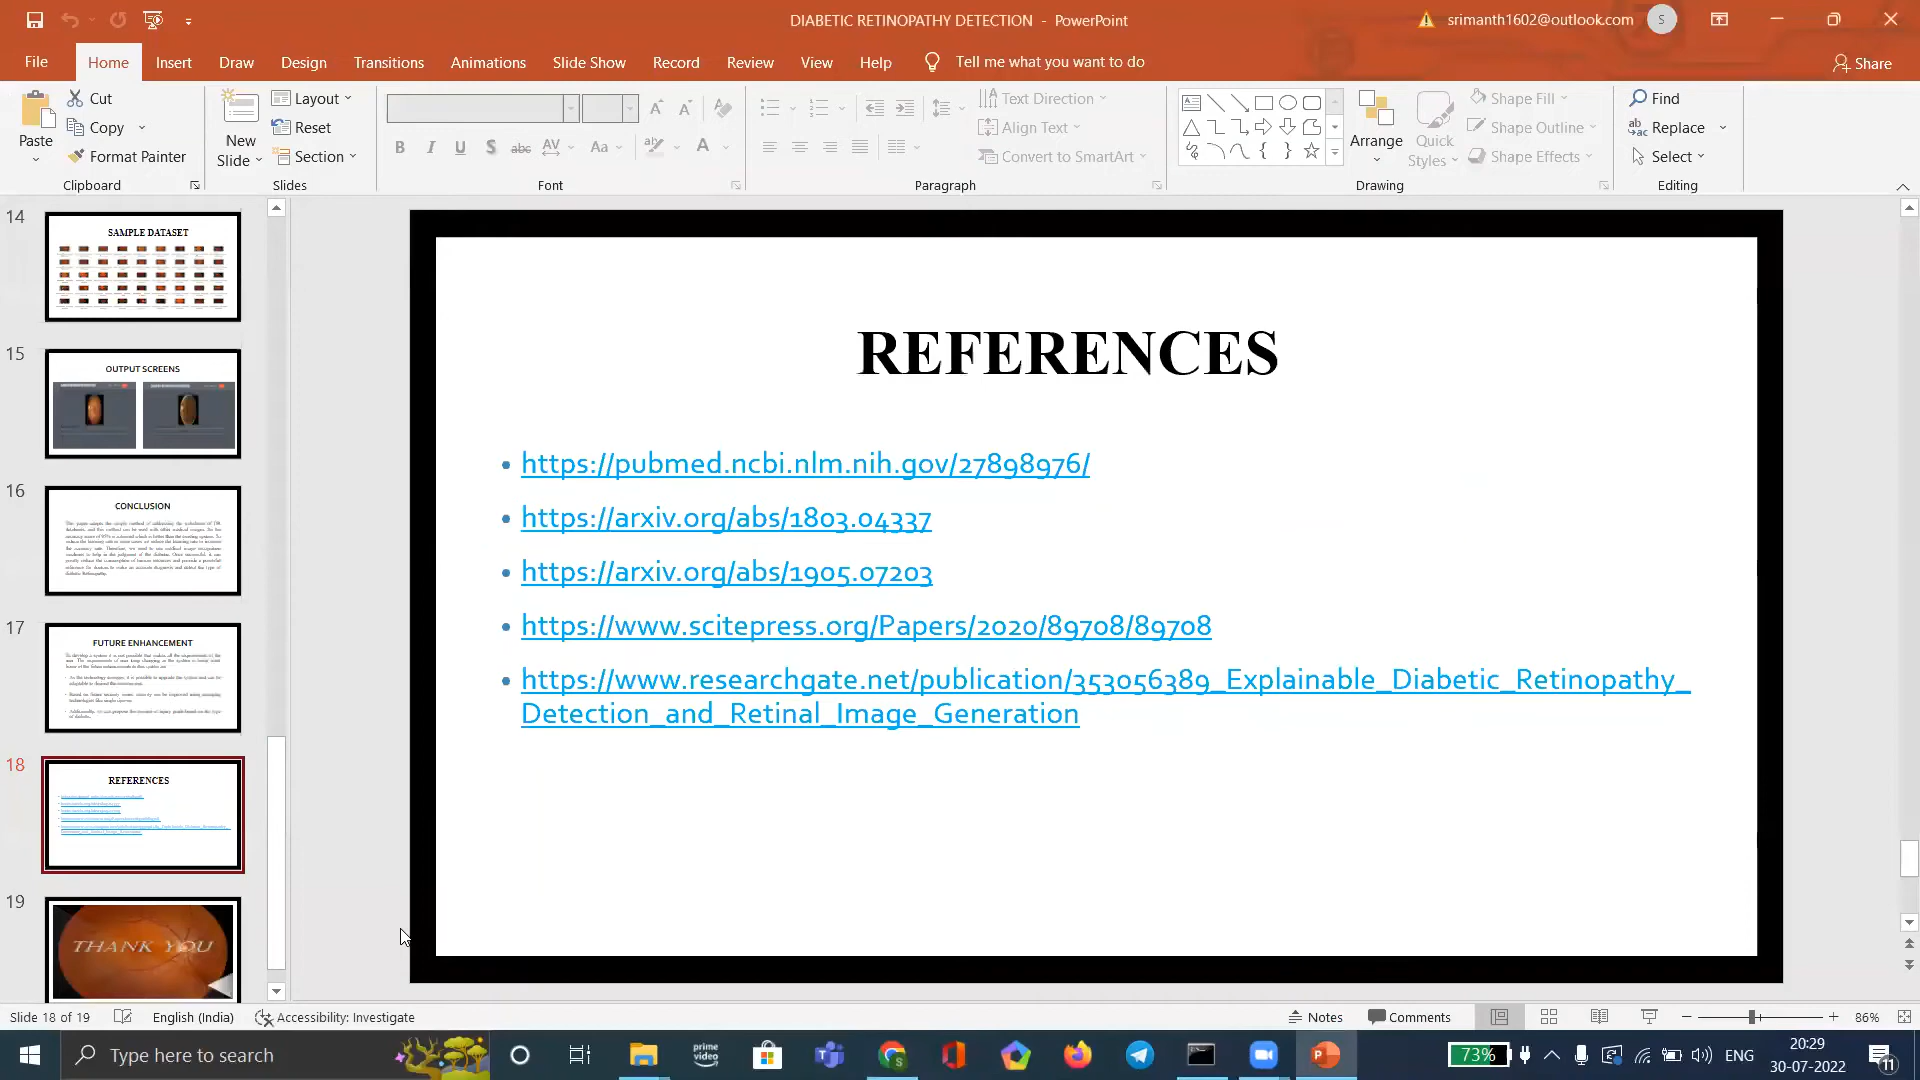 DIABETIC RETINOPATHY DETECTION - PowerPoint
srimanth1602@outlook.com
S
File
Home
Insert
Draw
Design
Transitions
Animations
Slide Show
Record
Review
View
Help
Tell me what you want to do
Share
Paste
Cut
Copy
Format Painter
Clipboard
New
Slide
Layout
Reset
Section
Slides
B I U S abc AV Aa A
Font
Text Direction
Align Text
Convert to SmartArt
Paragraph
Arrange
Quick
Styles
Shape Fill
Shape Outline
Shape Effects
Drawing
Find
Replace
Select
Editing
14
SAMPLE DATASET
15
OUTPUT SCREENS
16
CONCLUSION
17
FUTURE ENHANCEMENT
18
REFERENCES
19
THANK YOU
REFERENCES
• https://pubmed.ncbi.nlm.nih.gov/27898976/
• https://arxiv.org/abs/1803.04337
• https://arxiv.org/abs/1905.07203
• https://www.scitepress.org/Papers/2020/89708/89708
• https://www.researchgate.net/publication/353056389_Explainable_Diabetic_Retinopathy_
Detection_and_Retinal_Image_Generation
Slide 18 of 19
English (India)
Accessibility: Investigate
Notes
Comments
86%
Type here to search
prime
video
73%
ENG
20:29
30-07-2022
11